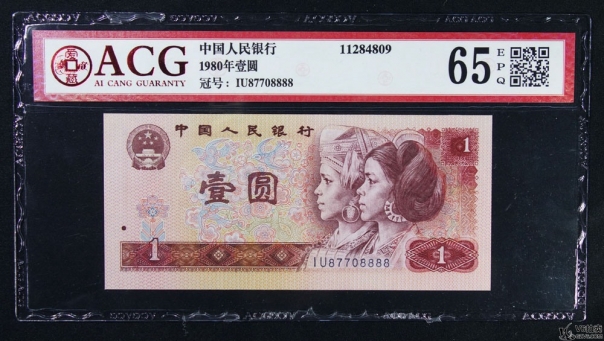 ACG
AI CANG GUARANTY
中国人民银行
1980年壹圆
冠号: IU87708888
11284809
65
EPQ
中国人民银行
1
壹圆
1
IU87708888
1